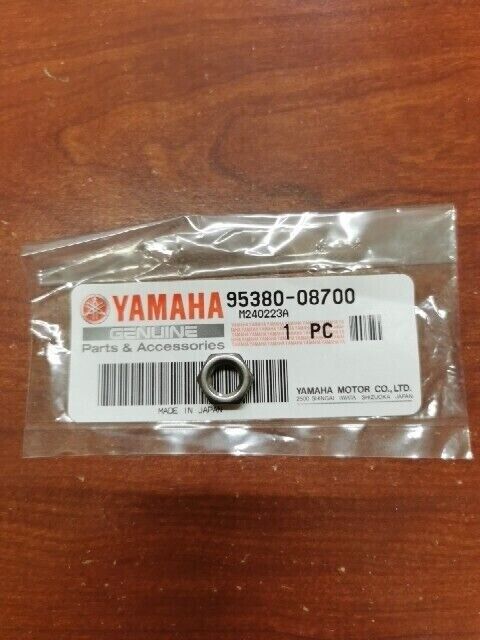 YAMAHA 95380-08700
M240223A
GENUINE
Parts & Accessories
1 PC
YAMAHA MOTOR CO., LTD.
2500 SHINGAI IWATA SHIZUOKA JAPAN
MADE IN JAPAN